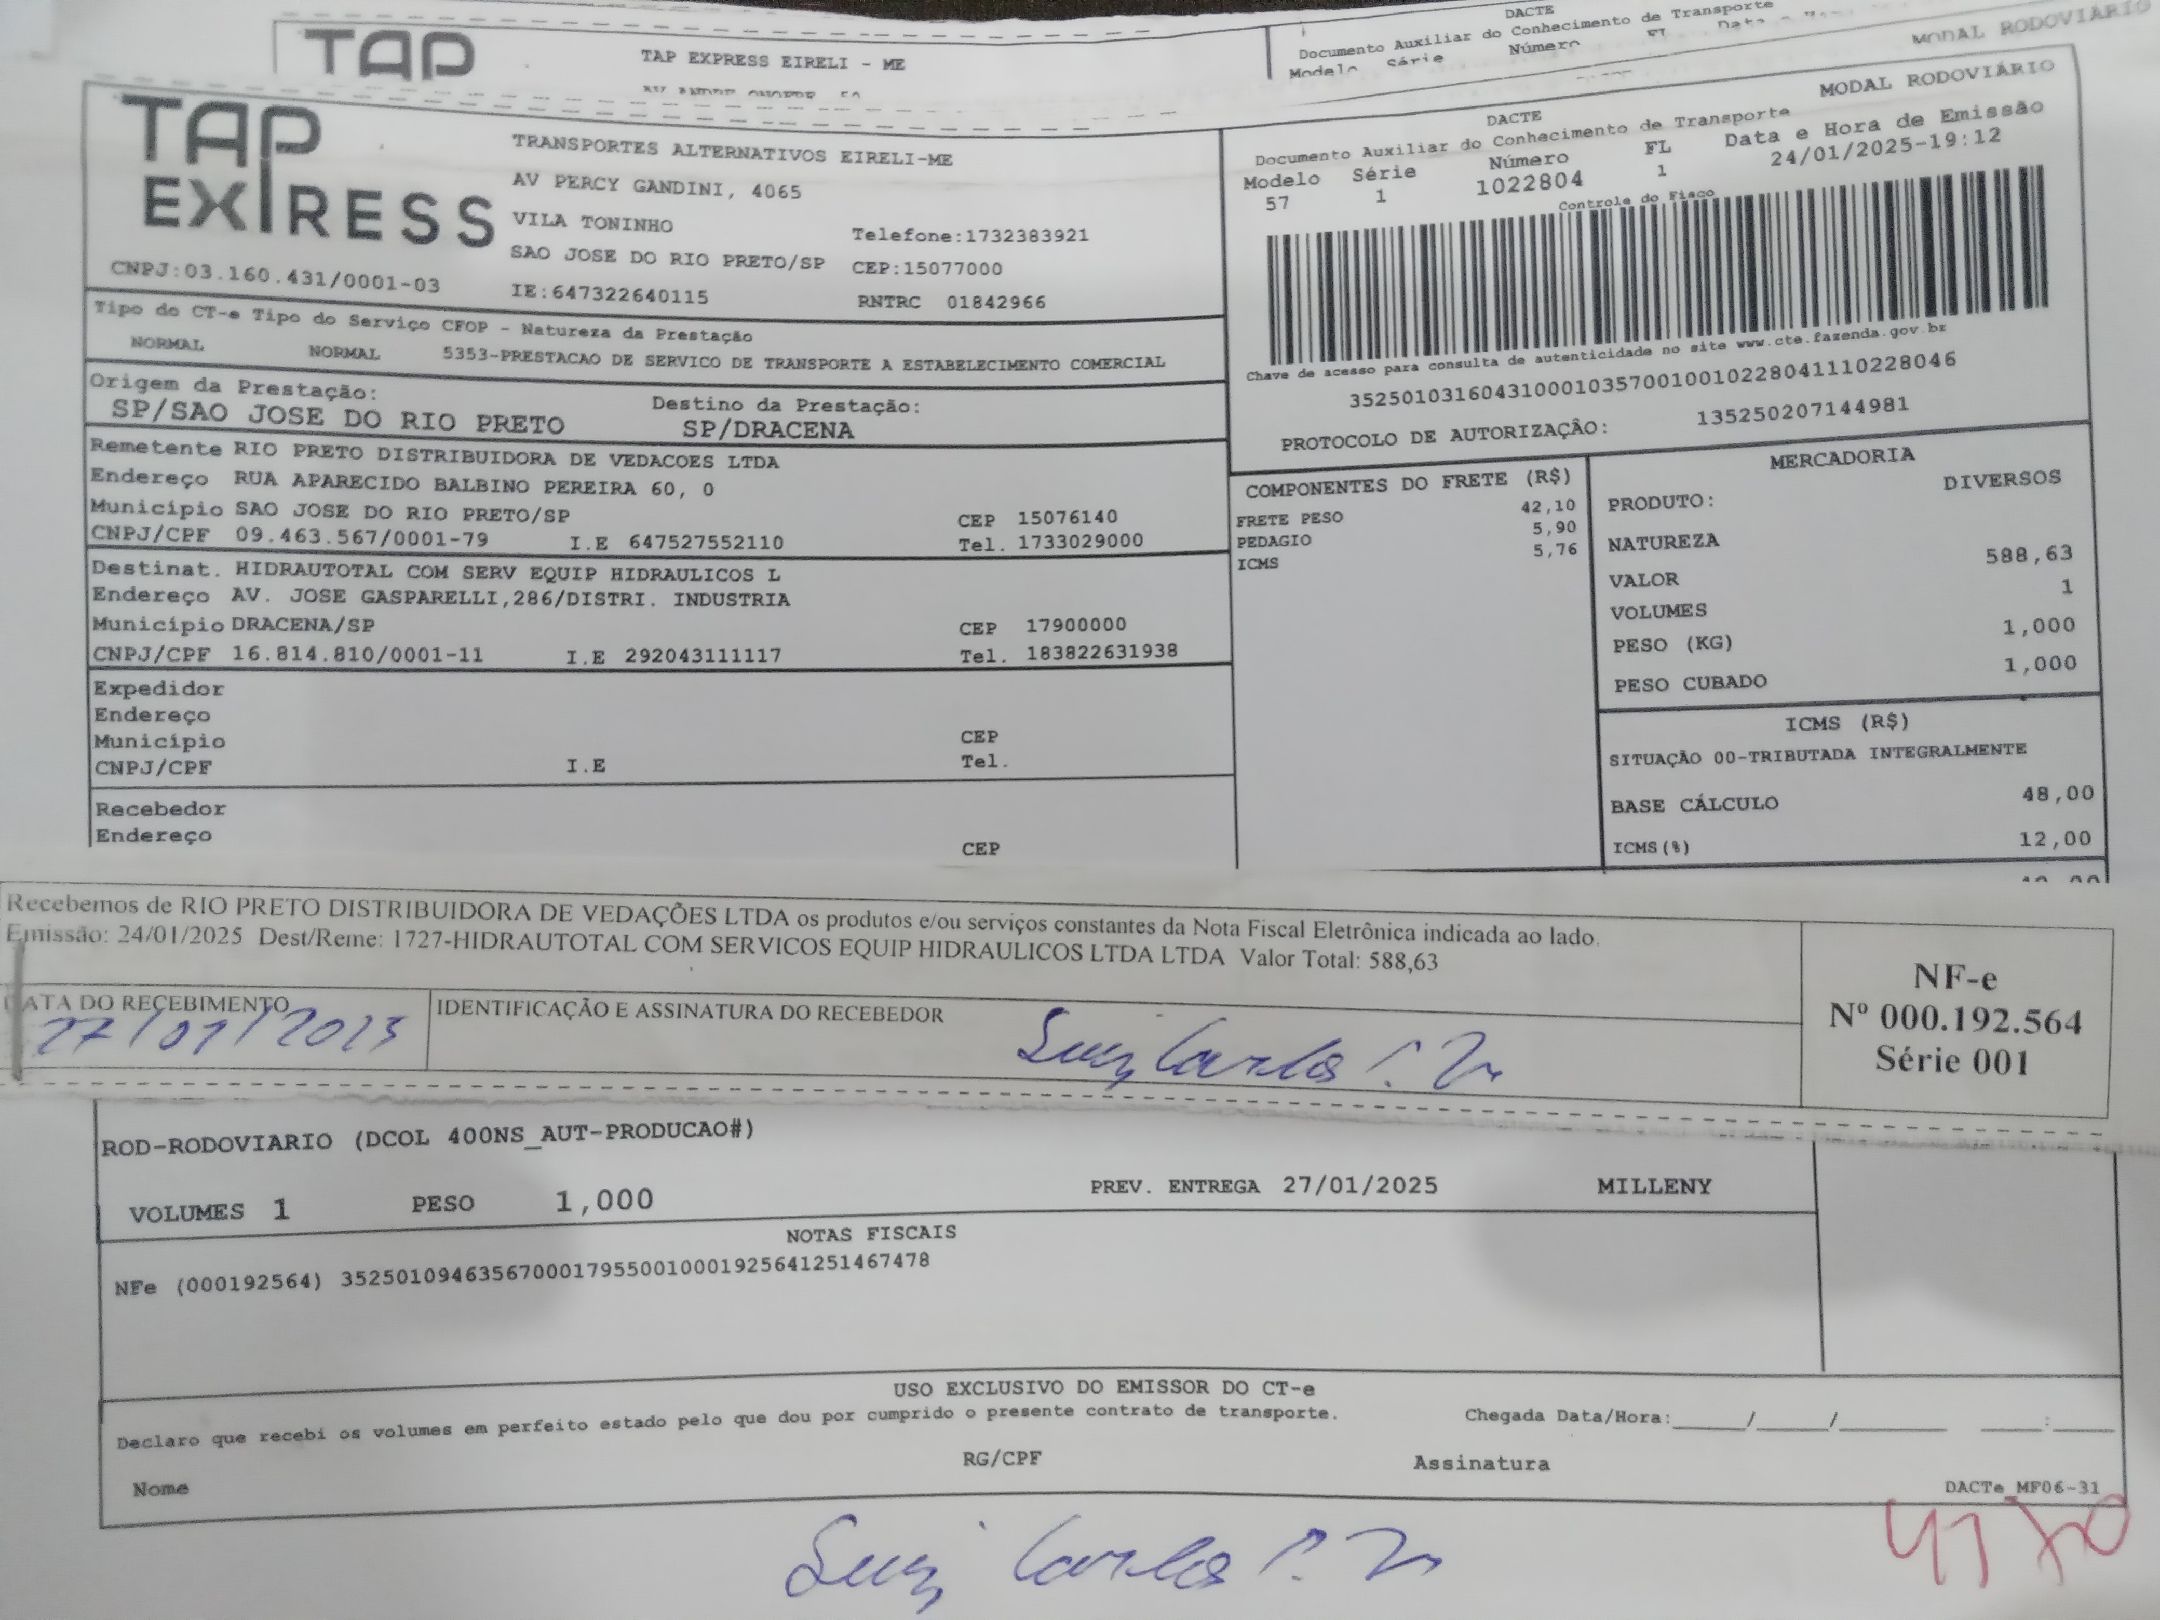 TAP
TAP EXPRESS EIRELI - ME
DACTE
Documento Auxiliar do Conhecimento de Transporte
Modelo Série Número
MODAL RODOVIÁRIO
TAP EXPRESS
CNPJ:03.160.431/0001-03
TRANSPORTES ALTERNATIVOS EIRELI-ME
AV PERCY GANDINI, 4065
VILA TONINHO
Telefone:1732383921
SAO JOSE DO RIO PRETO/SP CEP:15077000
IE:647322640115 RNTRC 01842966
MODAL RODOVIÁRIO
DACTE
Documento Auxiliar do Conhecimento de Transporte
Modelo Série Número FL Data e Hora de Emissão
57 1 1022804 1 24/01/2025-19:12
Controle do Fisco
Chave de acesso para consulta de autenticidade no site www.cte.fazenda.gov.br
35250103160431000103570010010228041110228046
PROTOCOLO DE AUTORIZAÇÃO: 135250207144981
Tipo do CT-e Tipo do Serviço CFOP - Natureza da Prestação
NORMAL NORMAL 5353-PRESTACAO DE SERVICO DE TRANSPORTE A ESTABELECIMENTO COMERCIAL
Origem da Prestação: Destino da Prestação:
SP/SAO JOSE DO RIO PRETO SP/DRACENA
Remetente RIO PRETO DISTRIBUIDORA DE VEDACOES LTDA
Endereço RUA APARECIDO BALBINO PEREIRA 60, 0
Município SAO JOSE DO RIO PRETO/SP CEP 15076140
CNPJ/CPF 09.463.567/0001-79 I.E 647527552110 Tel. 1733029000
Destinat. HIDRAUTOTAL COM SERV EQUIP HIDRAULICOS L
Endereço AV. JOSE GASPARELLI,286/DISTRI. INDUSTRIA
Município DRACENA/SP CEP 17900000
CNPJ/CPF 16.814.810/0001-11 I.E 292043111117 Tel. 183822631938
Expedidor
Endereço
Município CEP
CNPJ/CPF I.E Tel.
Recebedor
Endereço
CEP
COMPONENTES DO FRETE (R$)
FRETE PESO 42,10
PEDAGIO 5,90
ICMS 5,76
MERCADORIA
PRODUTO: DIVERSOS
NATUREZA
VALOR 588,63
VOLUMES 1
PESO (KG) 1,000
PESO CUBADO 1,000
ICMS (R$)
SITUAÇÃO 00-TRIBUTADA INTEGRALMENTE
BASE CÁLCULO 48,00
ICMS(%) 12,00
Recebemos de RIO PRETO DISTRIBUIDORA DE VEDAÇÕES LTDA os produtos e/ou serviços constantes da Nota Fiscal Eletrônica indicada ao lado.
Emissão: 24/01/2025 Dest/Reme: 1727-HIDRAUTOTAL COM SERVICOS EQUIP HIDRAULICOS LTDA LTDA Valor Total: 588,63
DATA DO RECEBIMENTO
IDENTIFICAÇÃO E ASSINATURA DO RECEBEDOR
Luiz Carlos
NF-e
Nº 000.192.564
Série 001
ROD-RODOVIARIO (DCOL 400NS_AUT-PRODUCAO#)
VOLUMES 1 PESO 1,000 PREV. ENTREGA 27/01/2025 MILLENY
NOTAS FISCAIS
NFe (000192564) 35250109463567000179550010001925641251467478
USO EXCLUSIVO DO EMISSOR DO CT-e
Declaro que recebi os volumes em perfeito estado pelo que dou por cumprido o presente contrato de transporte. Chegada Data/Hora:_____/_____/_______ ____:____
Nome RG/CPF Assinatura
DACTe MF06-31
Luiz Carlos